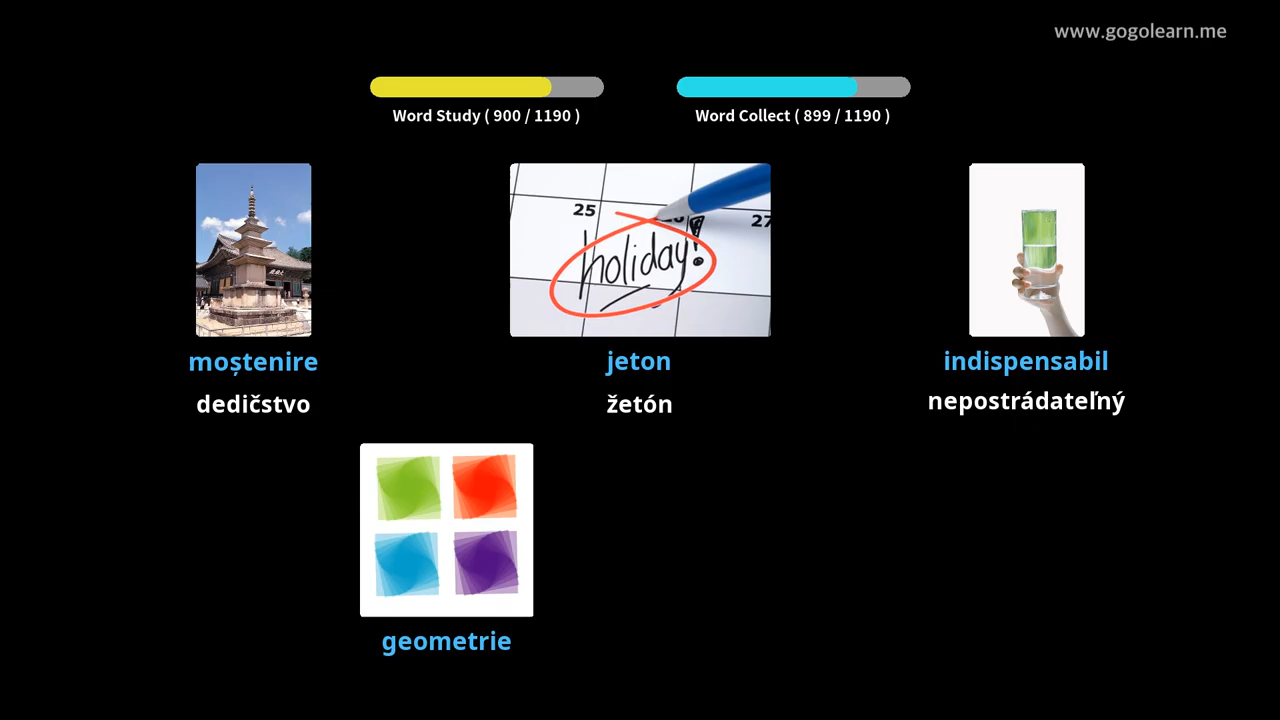 www.gogolearn.me
Word Study ( 900 / 1190 )
Word Collect ( 899 / 1190 )
25
27
holiday!
moștenire
jeton
indispensabil
dedičstvo
žetón
nepostrádateľný
geometrie